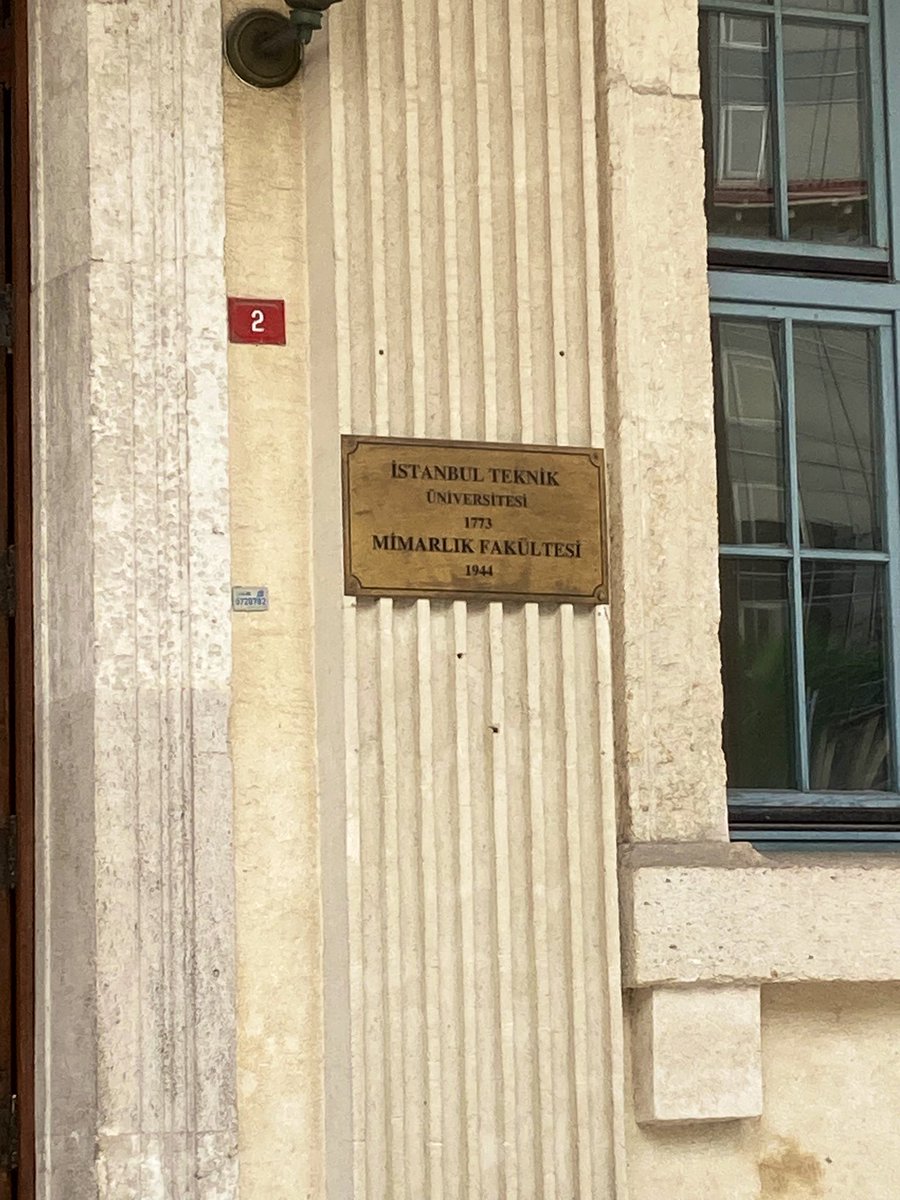 2
İSTANBUL TEKNİK
ÜNİVERSİTESİ
1773
MİMARLIK FAKÜLTESİ
1944